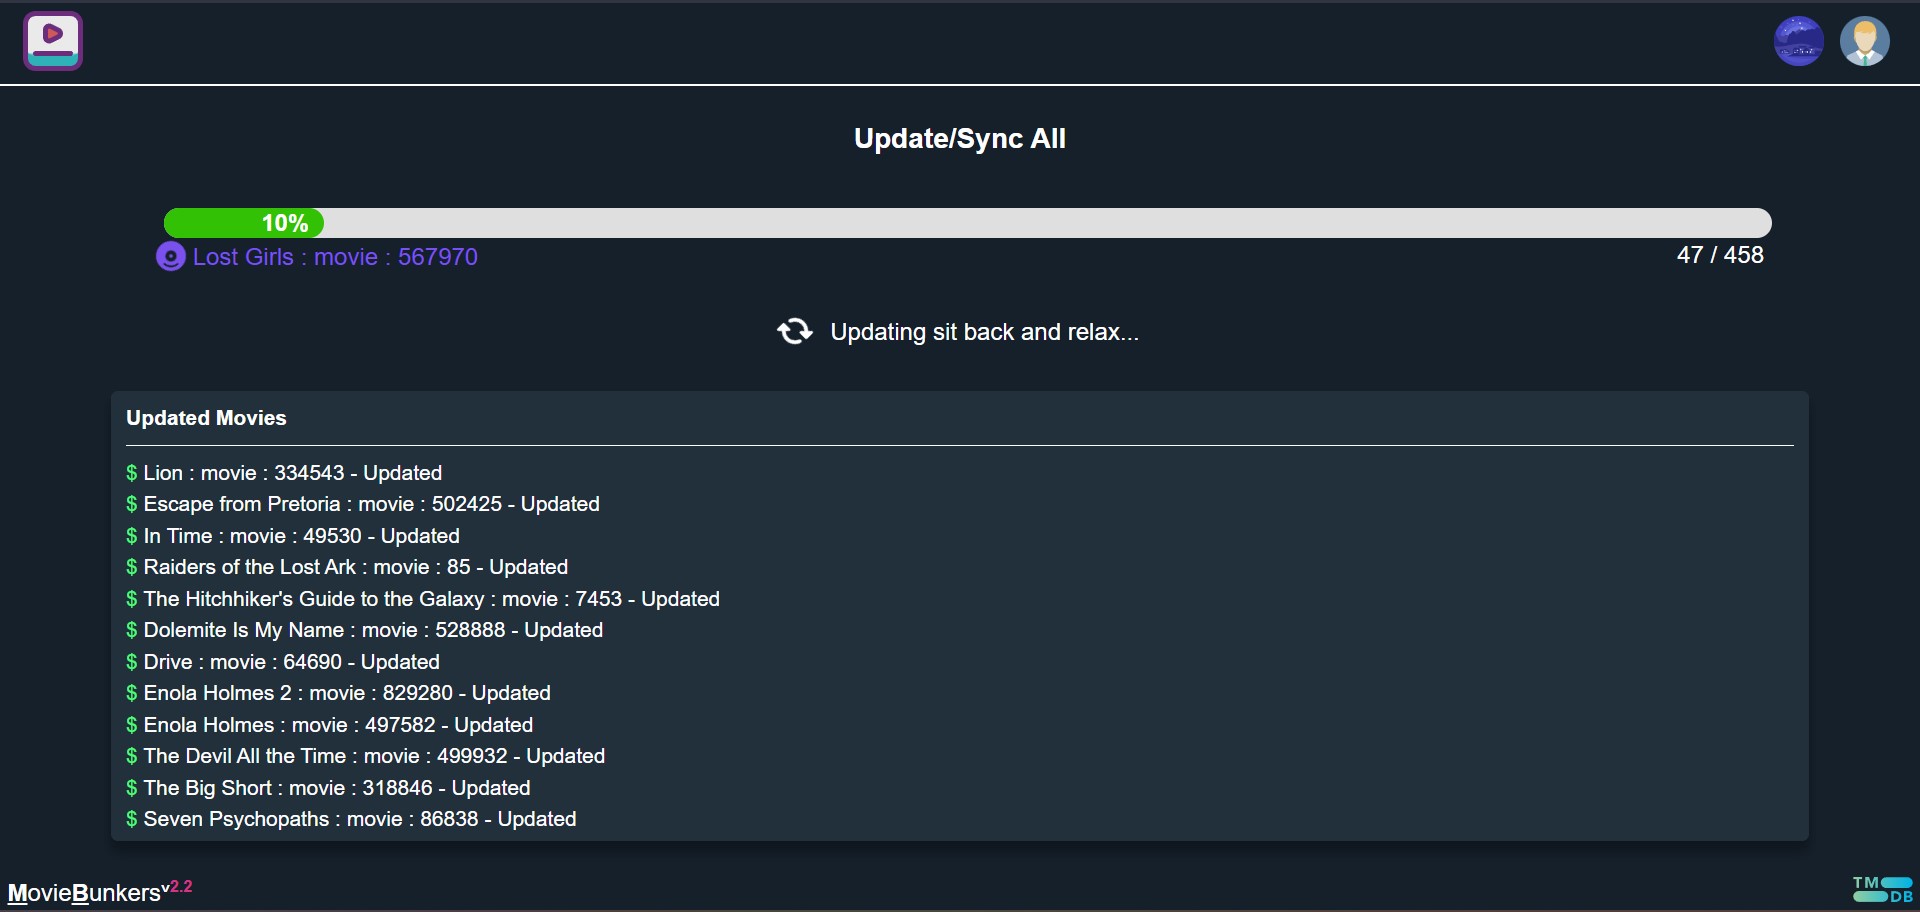 Update/Sync All
10%
Lost Girls : movie : 567970
47 / 458
Updating sit back and relax...
Updated Movies
$ Lion : movie : 334543 - Updated
$ Escape from Pretoria : movie : 502425 - Updated
$ In Time : movie : 49530 - Updated
$ Raiders of the Lost Ark : movie : 85 - Updated
$ The Hitchhiker's Guide to the Galaxy : movie : 7453 - Updated
$ Dolemite Is My Name : movie : 528888 - Updated
$ Drive : movie : 64690 - Updated
$ Enola Holmes 2 : movie : 829280 - Updated
$ Enola Holmes : movie : 497582 - Updated
$ The Devil All the Time : movie : 499932 - Updated
$ The Big Short : movie : 318846 - Updated
$ Seven Psychopaths : movie : 86838 - Updated
MovieBunkersv2.2
TM
DB